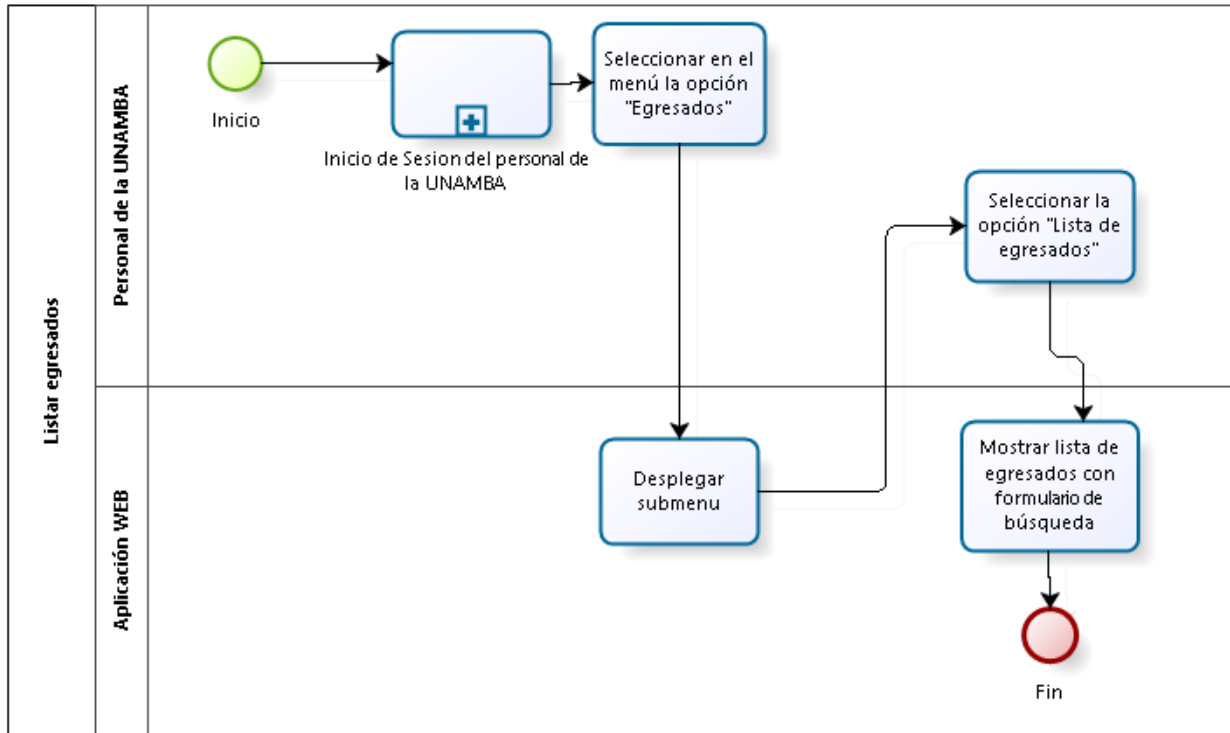 Listar egresados
Personal de la UNAMBA
Inicio
Inicio de Sesion del personal de
la UNAMBA
Seleccionar en el
menú la opción
"Egresados"
Seleccionar la
opción "Lista de
egresados"
Aplicación WEB
Desplegar
submenu
Mostrar lista de
egresados con
formulario de
búsqueda
Fin